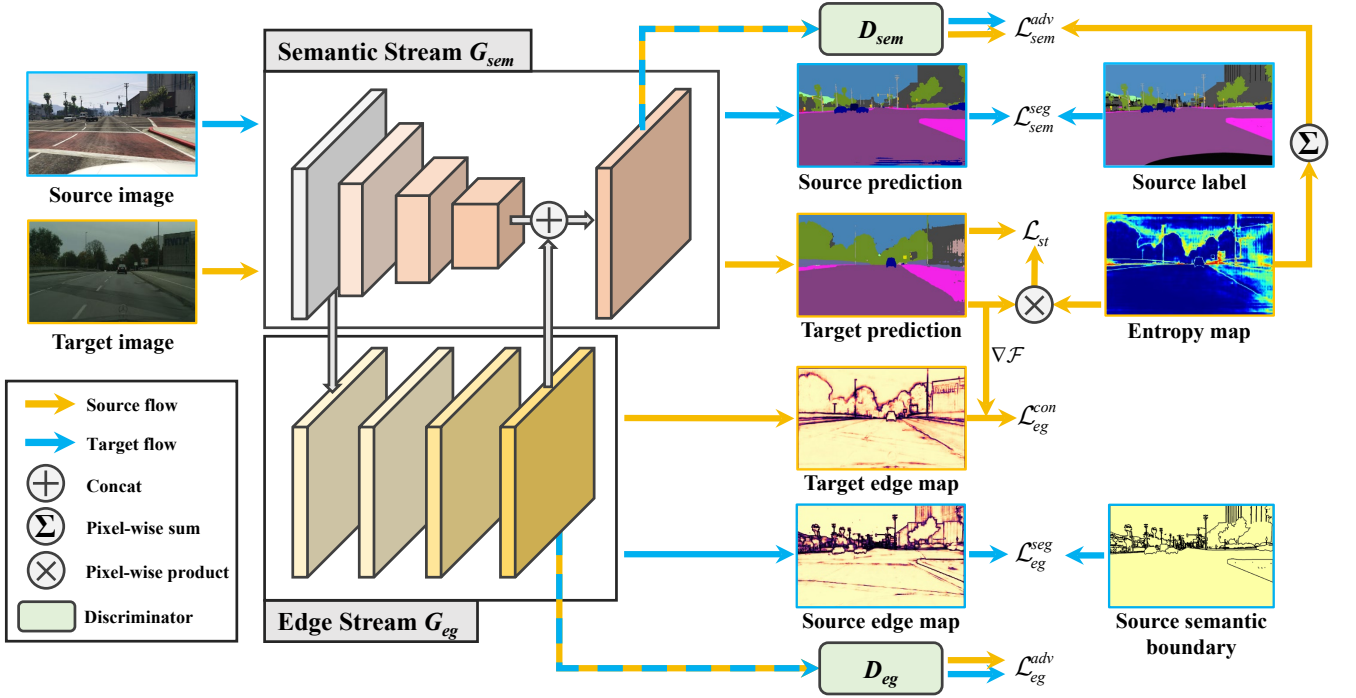 Semantic Stream G_sem
D_sem
ℒ_sem^adv
Source image
Source prediction
ℒ_sem^seg
Source label
Σ
Target image
+
Target prediction
ℒ_st
×
Entropy map
∇ℱ
Source flow
Target flow
+ Concat
Σ Pixel-wise sum
× Pixel-wise product
Discriminator
Target edge map
ℒ_eg^con
Source edge map
ℒ_eg^seg
Source semantic
boundary
Edge Stream G_eg
D_eg
ℒ_eg^adv